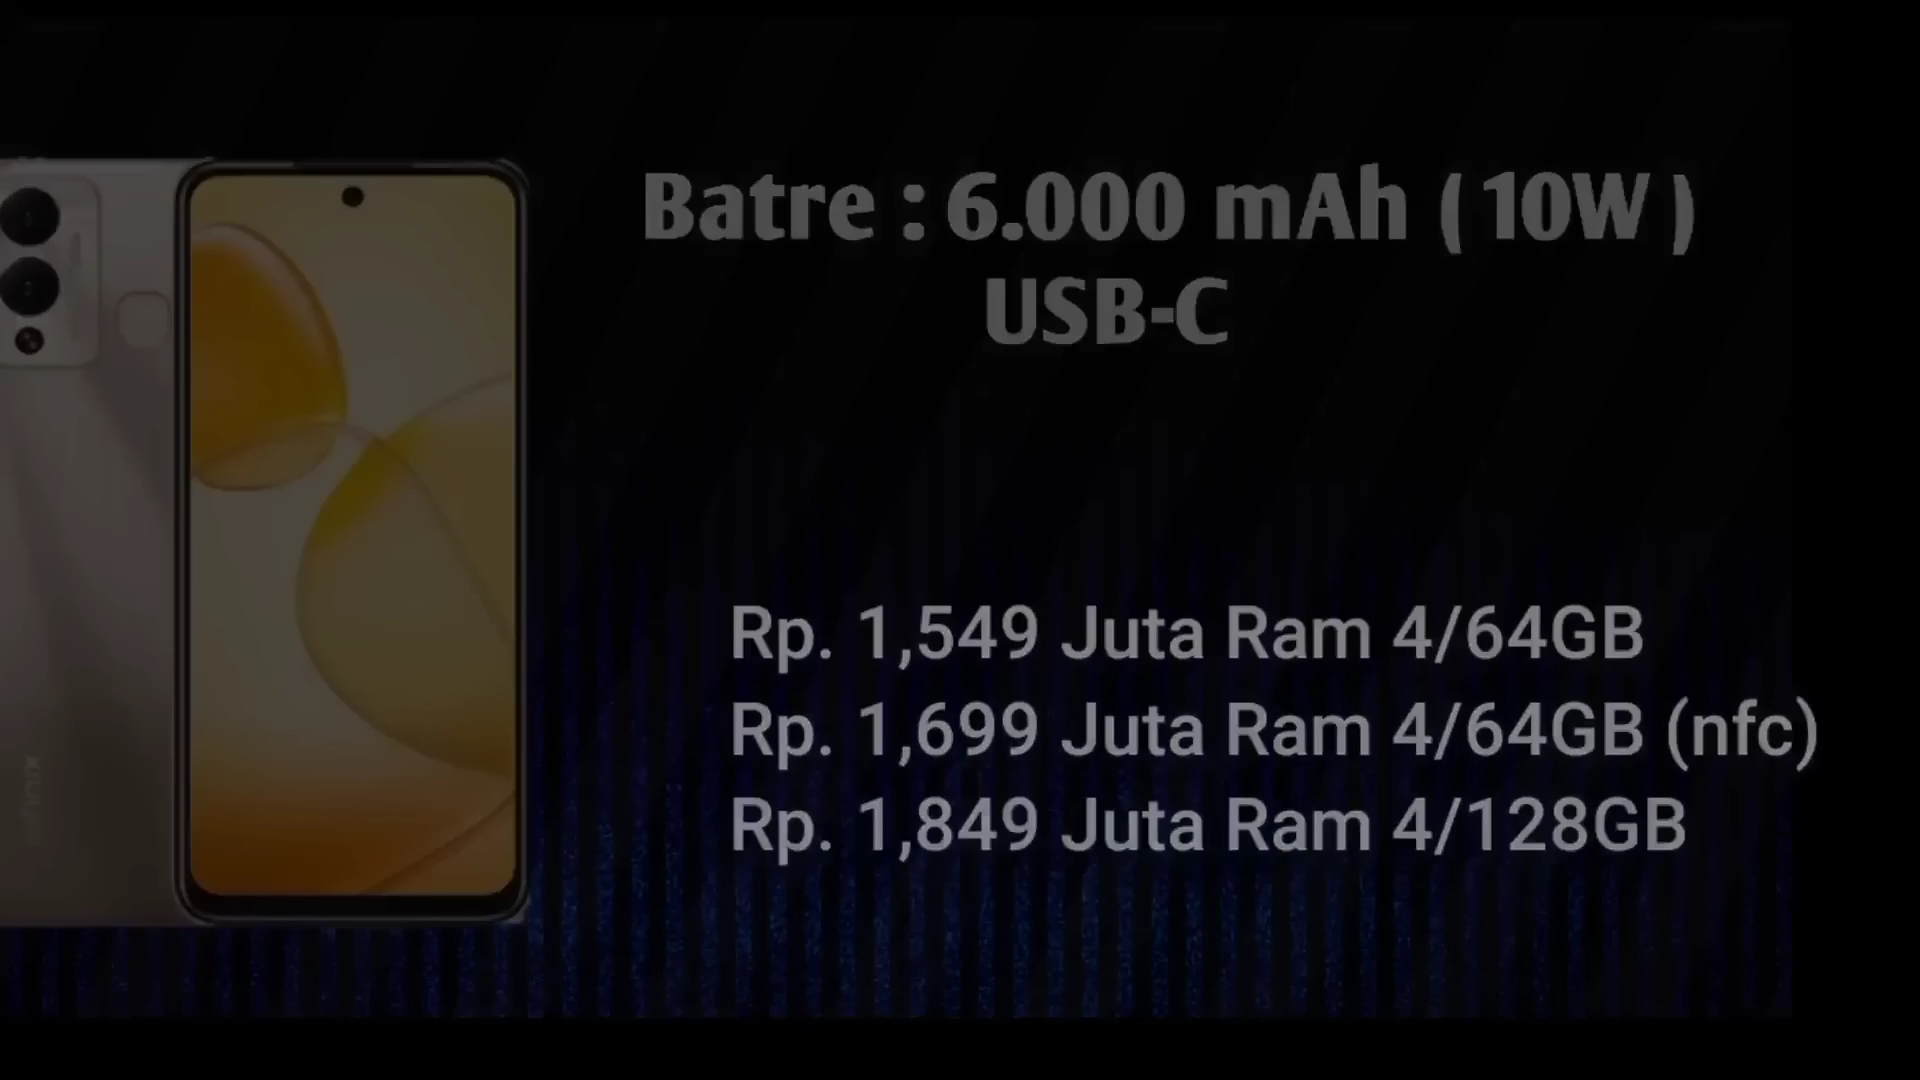 Batre : 6.000 mAh ( 10W )
USB-C
Rp. 1,549 Juta Ram 4/64GB
Rp. 1,699 Juta Ram 4/64GB (nfc)
Rp. 1,849 Juta Ram 4/128GB
Infinix